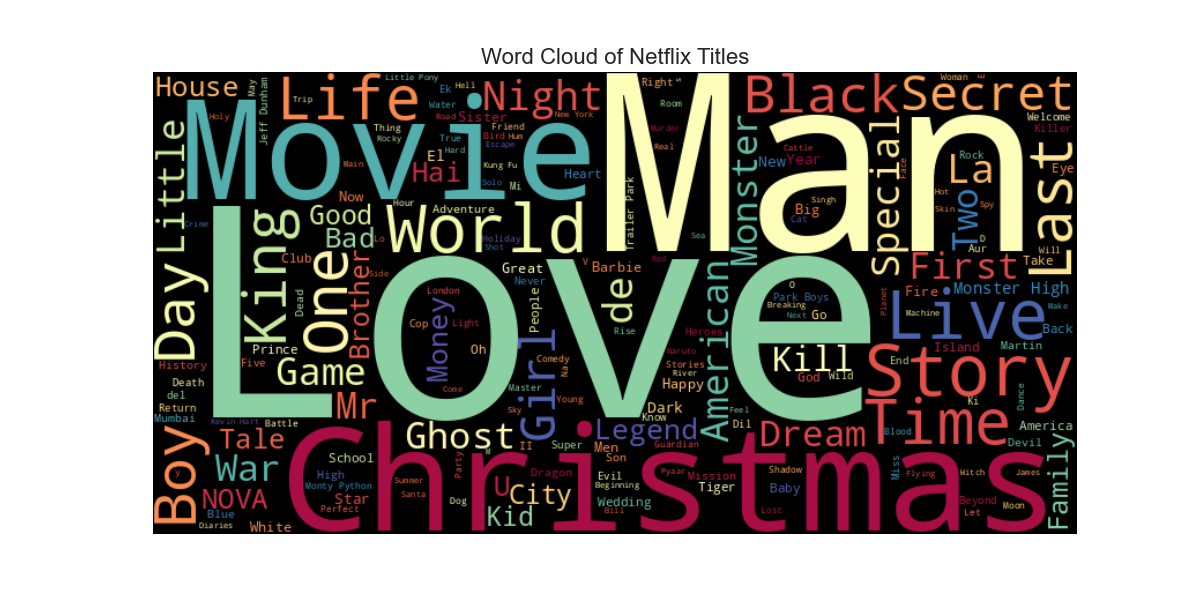 Word Cloud of Netflix Titles
House
Movie
Life
Night
Man
Black
Secret
Little Pony
Ek
Hell
Water
Road
Sister
New York
Right
Room
Woman
Welcome
Killer
May
Jeff Dunham
Trip
Holy
Thing
Rocky
True
Hard
Friend
Bird
Hum
Escape
Murder
Real
Castle
Rock
Eye
Little
Main
El
Hai
Kung Fu
Solo
Mi
Heart
Monster
New
Year
Special
Face
La
Last
Now
Hour
Adventure
Trailer Park
Singh
Big
Cat
Hot
Skin
Spy
Two
Crime
King
Good
Bad
World
Holiday
Shot
Sea
D
Aur
Will
Take
Day
Club
One
Lo
Brother
Side
Love
Great
Never
V
Barbie
Red
First
Monster High
Dead
London
People
de
Rise
American
O
Park Boys
Breaking
Next
Go
Planet
Fire
Live
Machine
Make
Back
Money
Cop
Light
Oh
Girl
Heroes
Prince
Five
Game
History
Comedy
Na
Naruto
Stories
River
Happy
Kill
God
Wild
Island
End
Martin
Story
Death
del
Return
Mumbai
Come
Master
Young
Sky
Mr
Dark
Know
Feel
Dil
Ki
Dance
Time
Kevin Hart
Battle
Boy
Tale
Ghost
II
Super
Legend
Guardian
Dream
Blood
America
Devil
Family
Christmas
School
War
High
Monty Python
Star
Perfect
Summer
Santa
Party
Dog
Dragon
U
City
Kid
Men
Son
Evil
Beginning
Wedding
Bill
Pyaar
Mission
Tiger
Shadow
Baby
Lost
Miss
Flying
Witch
James
Beyond
Let
Moon
y
NOVA
Blue
Diaries
White